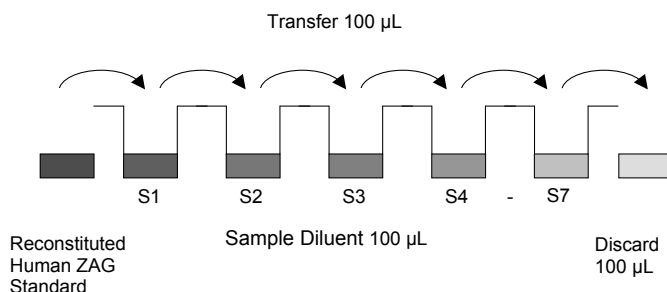 Transfer 100 µL
S1 S2 S3 S4 - S7
Reconstituted
Human ZAG
Standard
Sample Diluent 100 µL
Discard
100 µL